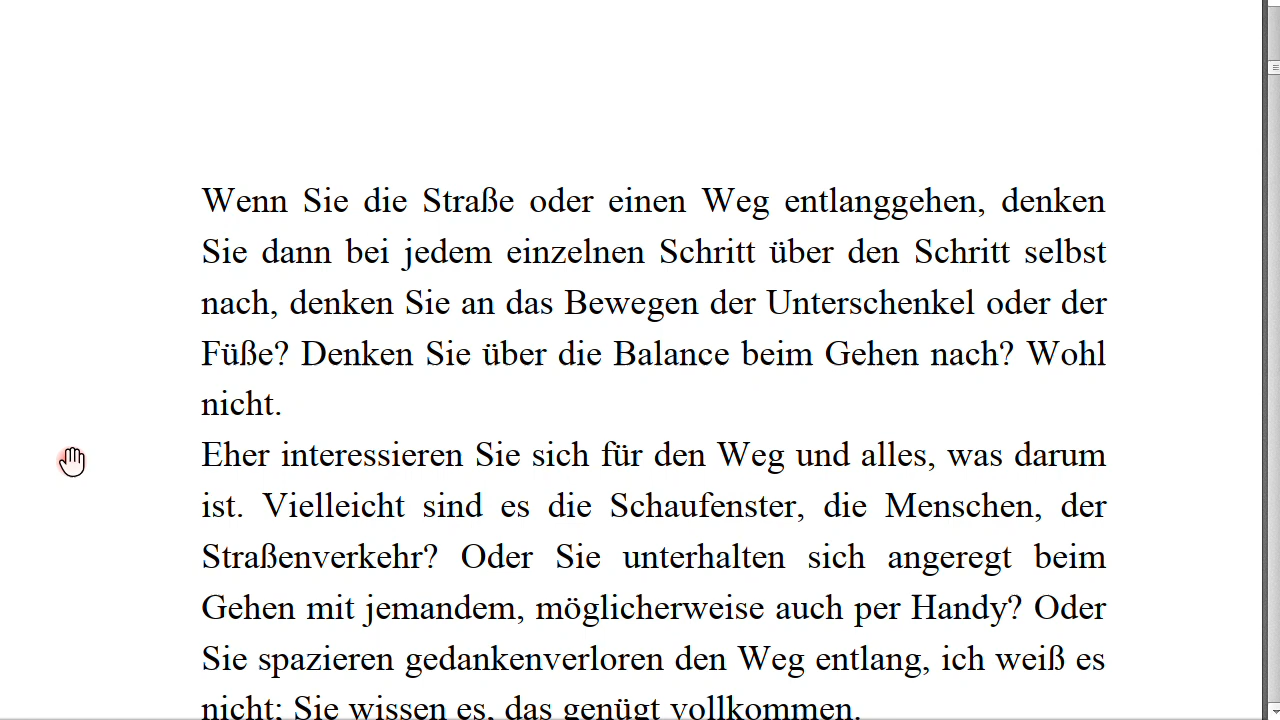 Wenn Sie die Straße oder einen Weg entlanggehen, denken
Sie dann bei jedem einzelnen Schritt über den Schritt selbst
nach, denken Sie an das Bewegen der Unterschenkel oder der
Füße? Denken Sie über die Balance beim Gehen nach? Wohl
nicht.
Eher interessieren Sie sich für den Weg und alles, was darum
ist. Vielleicht sind es die Schaufenster, die Menschen, der
Straßenverkehr? Oder Sie unterhalten sich angeregt beim
Gehen mit jemandem, möglicherweise auch per Handy? Oder
Sie spazieren gedankenverloren den Weg entlang, ich weiß es
nicht; Sie wissen es, das genügt vollkommen.